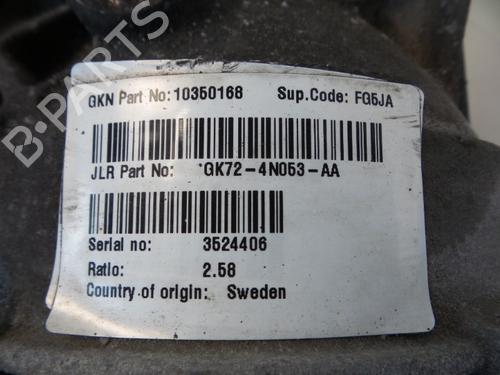 GKN Part No: 10350168 Sup.Code: FG5JA
JLR Part No: GK72-4N053-AA
Serial no: 3524406
Ratio: 2.58
Country of origin: Sweden
B-PARTS